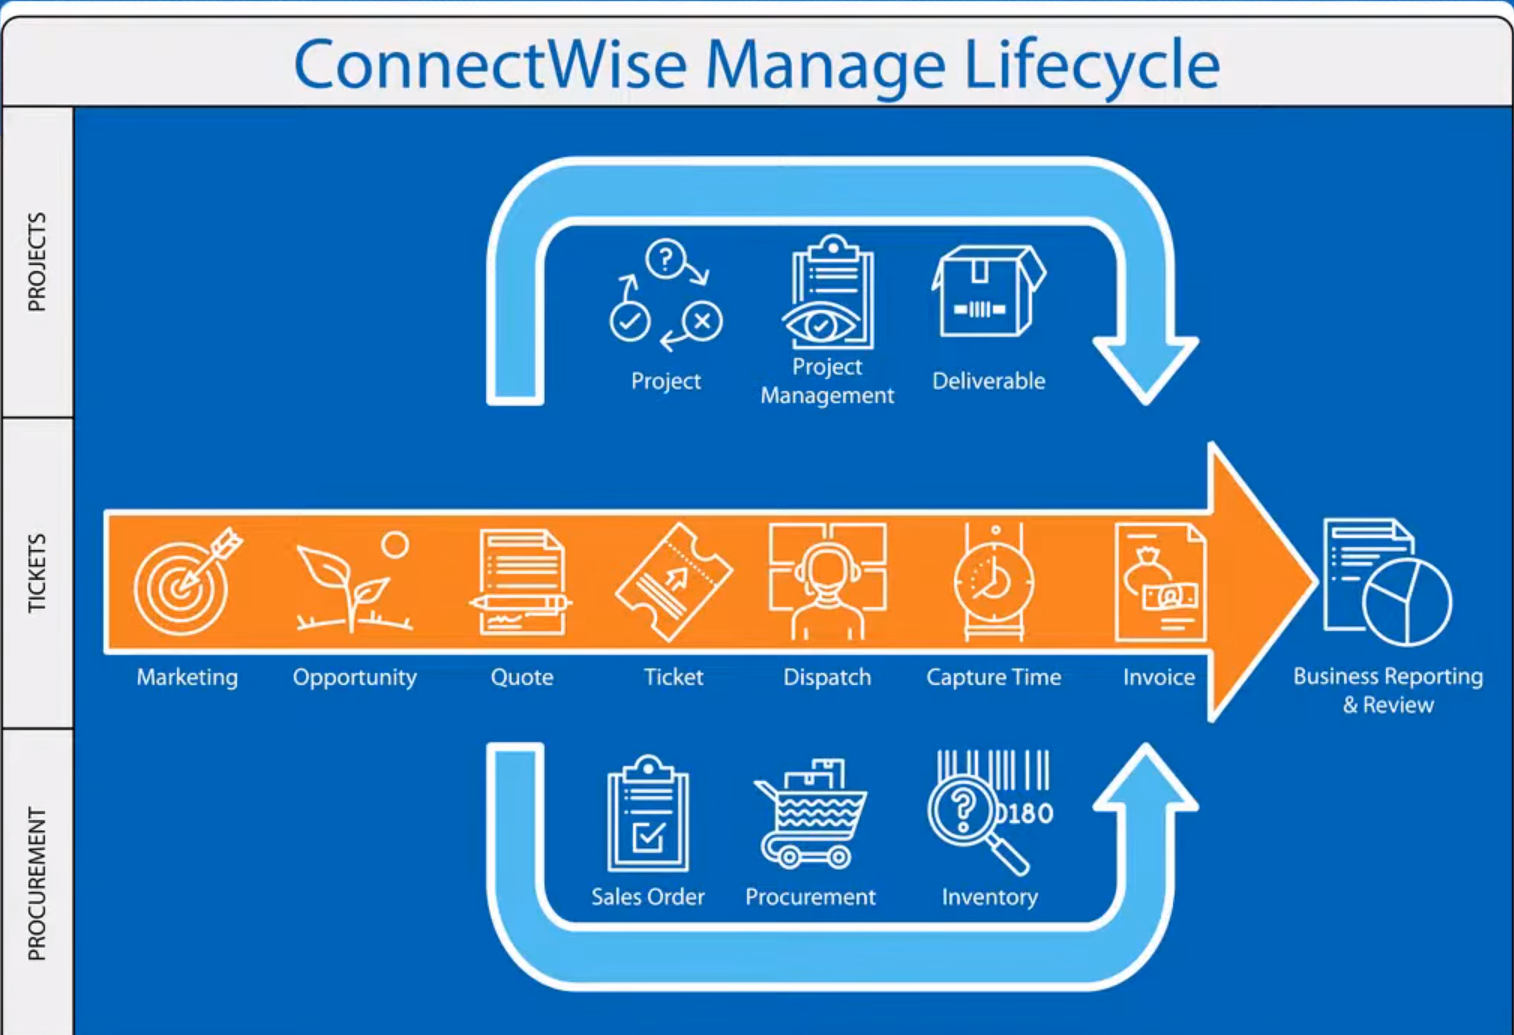 ConnectWise Manage Lifecycle
PROJECTS
Project
Project
Management
Deliverable
TICKETS
Marketing
Opportunity
Quote
Ticket
Dispatch
Capture Time
Invoice
Business Reporting
& Review
PROCUREMENT
0180
Sales Order
Procurement
Inventory